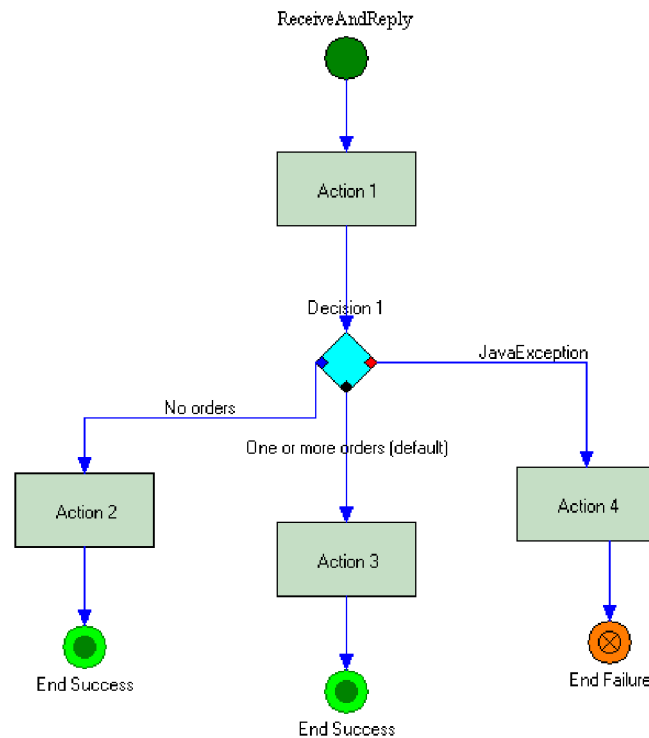 ReceiveAndReply
Action 1
Decision 1
JavaException
No orders
One or more orders (default)
Action 2
Action 4
Action 3
End Success
End Failure
End Success